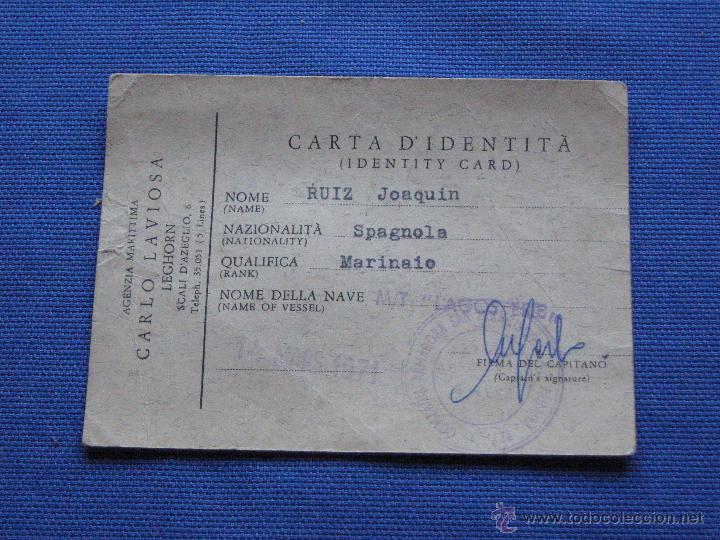 AGENZIA MARITTIMA
CARLO LAVIOSA
LEGHORN
SCALI D'AZEGLIO, 6
Teleph. 35.051 (5 Lines)
CARTA D'IDENTITÀ
(IDENTITY CARD)
NOME RUIZ Joaquin
(NAME)
NAZIONALITÀ Spagnola
(NATIONALITY)
QUALIFICA Marinaio
(RANK)
NOME DELLA NAVE M/T
(NAME OF VESSEL)
1971
FIRMA DEL CAPITANO
(Captain's signature)
www.todocoleccion.net